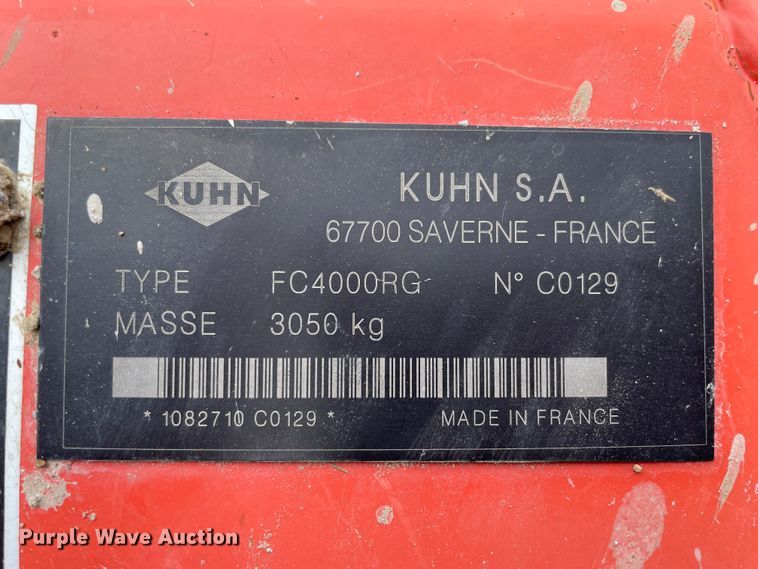 KUHN
KUHN S.A.
67700 SAVERNE - FRANCE
TYPE FC4000RG N° C0129
MASSE 3050 kg
* 1082710 C0129 * MADE IN FRANCE
Purple Wave Auction